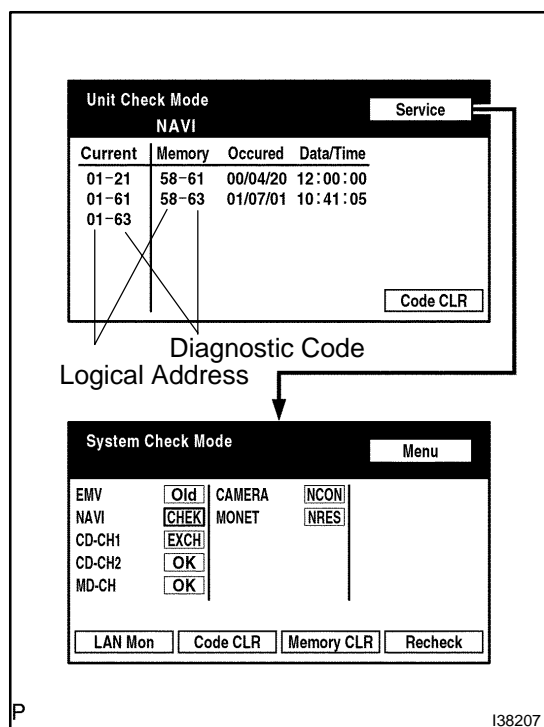 Unit Check Mode
Service
NAVI
Current Memory Occured Data/Time
01-21 58-61 00/04/20 12:00:00
01-61 58-63 01/07/01 10:41:05
01-63
Code CLR
Diagnostic Code
Logical Address
System Check Mode
Menu
EMV Old CAMERA NCON
NAVI CHEK MONET NRES
CD-CH1 EXCH
CD-CH2 OK
MD-CH OK
LAN Mon Code CLR Memory CLR Recheck
P
I38207